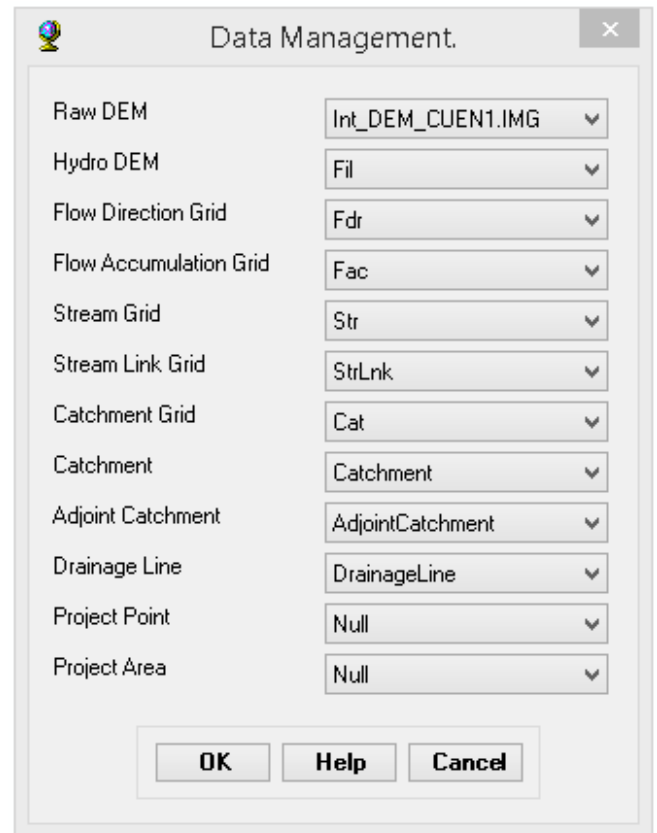 Data Management.
Raw DEM Int_DEM_CUEN1.IMG
Hydro DEM Fil
Flow Direction Grid Fdr
Flow Accumulation Grid Fac
Stream Grid Str
Stream Link Grid StrLnk
Catchment Grid Cat
Catchment Catchment
Adjoint Catchment AdjointCatchment
Drainage Line DrainageLine
Project Point Null
Project Area Null
OK Help Cancel